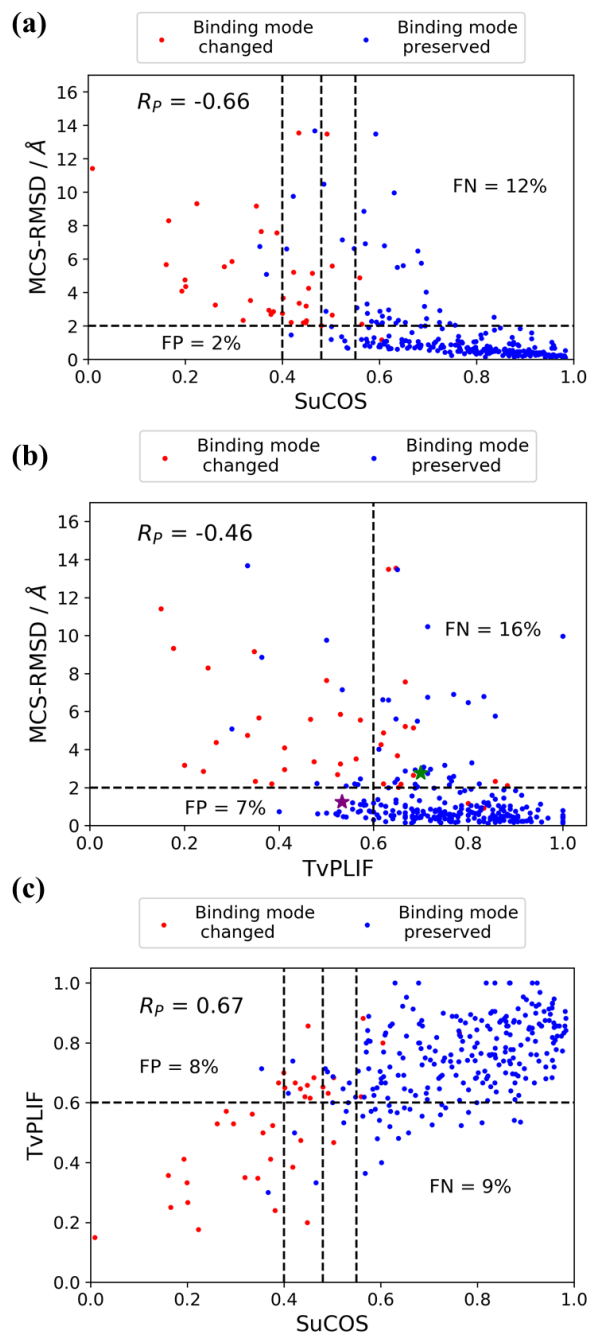 (a)
Binding mode changed
Binding mode preserved
R_P = -0.66
FN = 12%
FP = 2%
MCS-RMSD / Å
16
14
12
10
8
6
4
2
0
0.0 0.2 0.4 0.6 0.8 1.0
SuCOS
(b)
Binding mode changed
Binding mode preserved
R_P = -0.46
FN = 16%
FP = 7%
MCS-RMSD / Å
16
14
12
10
8
6
4
2
0
0.0 0.2 0.4 0.6 0.8 1.0
TvPLIF
(c)
Binding mode changed
Binding mode preserved
R_P = 0.67
FP = 8%
FN = 9%
TvPLIF
1.0
0.8
0.6
0.4
0.2
0.0
0.0 0.2 0.4 0.6 0.8 1.0
SuCOS